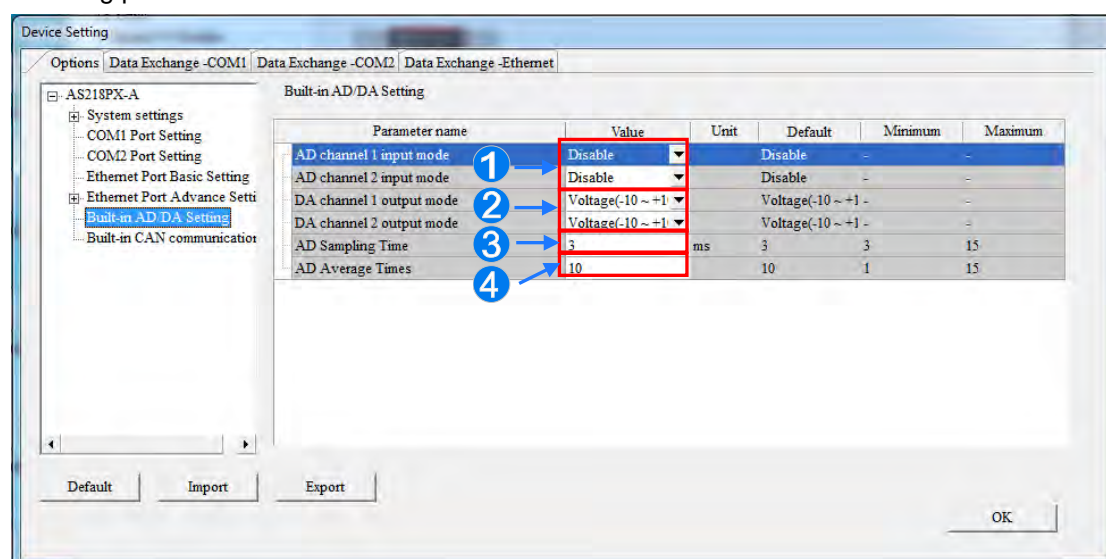 Device Setting
Options Data Exchange -COM1 Data Exchange -COM2 Data Exchange -Ethernet
AS218PX-A
System settings
COM1 Port Setting
COM2 Port Setting
Ethernet Port Basic Setting
Ethernet Port Advance Setti
Built-in AD/DA Setting
Built-in CAN communication
Built-in AD/DA Setting
Parameter name Value Unit Default Minimum Maximum
AD channel 1 input mode Disable Disable - -
AD channel 2 input mode Disable Disable - -
DA channel 1 output mode Voltage(-10 ~ +1 Voltage(-10 ~ +1 - -
DA channel 2 output mode Voltage(-10 ~ +1 Voltage(-10 ~ +1 - -
AD Sampling Time 3 ms 3 3 15
AD Average Times 10 10 1 15
1
2
3
4
Default Import Export
OK